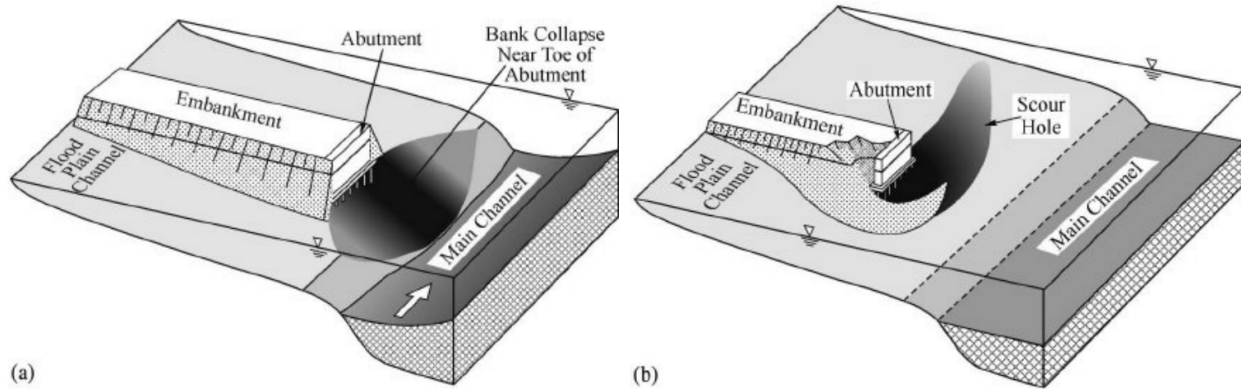 Abutment
Bank Collapse
Near Toe of
Abutment
Embankment
Flood
Plain
Channel
Main Channel
(a)
Abutment
Scour
Hole
Embankment
Flood
Plain
Channel
Main Channel
(b)